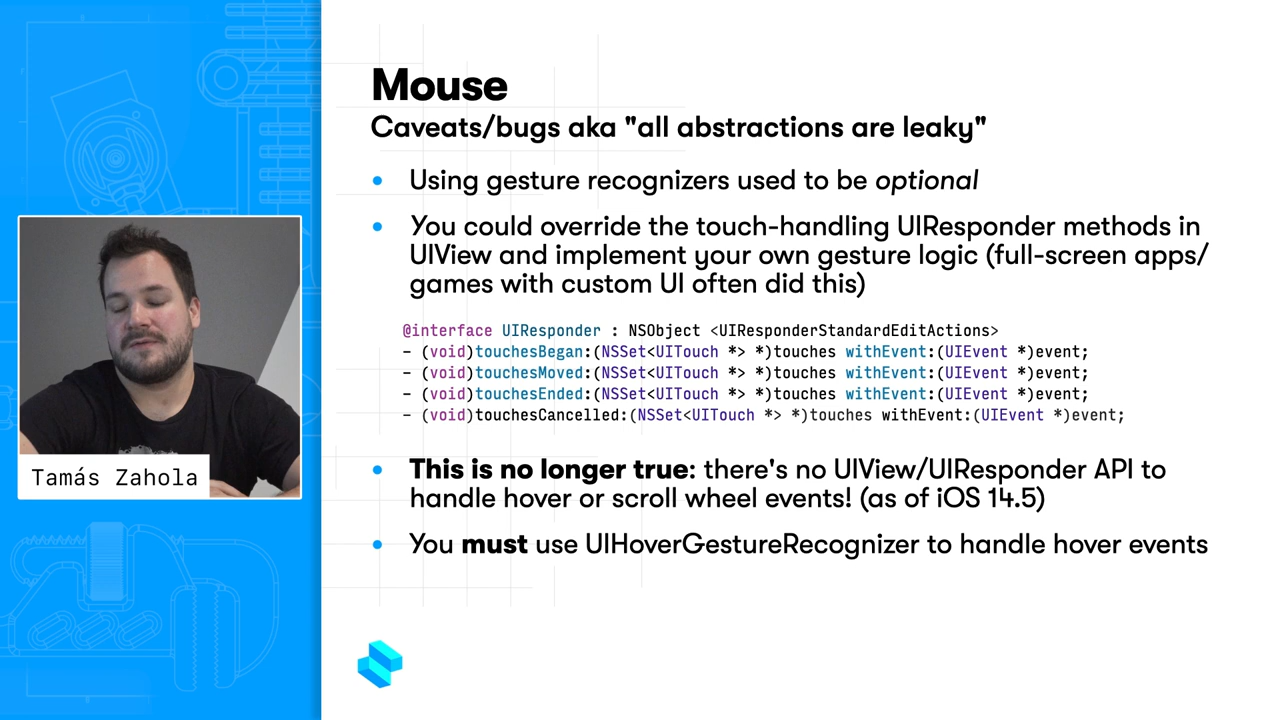 Mouse
Caveats/bugs aka "all abstractions are leaky"
• Using gesture recognizers used to be optional
• You could override the touch-handling UIResponder methods in
UIView and implement your own gesture logic (full-screen apps/
games with custom UI often did this)
@interface UIResponder : NSObject <UIResponderStandardEditActions>
- (void)touchesBegan:(NSSet<UITouch *> *)touches withEvent:(UIEvent *)event;
- (void)touchesMoved:(NSSet<UITouch *> *)touches withEvent:(UIEvent *)event;
- (void)touchesEnded:(NSSet<UITouch *> *)touches withEvent:(UIEvent *)event;
- (void)touchesCancelled:(NSSet<UITouch *> *)touches withEvent:(UIEvent *)event;
• This is no longer true: there's no UIView/UIResponder API to
handle hover or scroll wheel events! (as of iOS 14.5)
• You must use UIHoverGestureRecognizer to handle hover events
Tamás Zahola